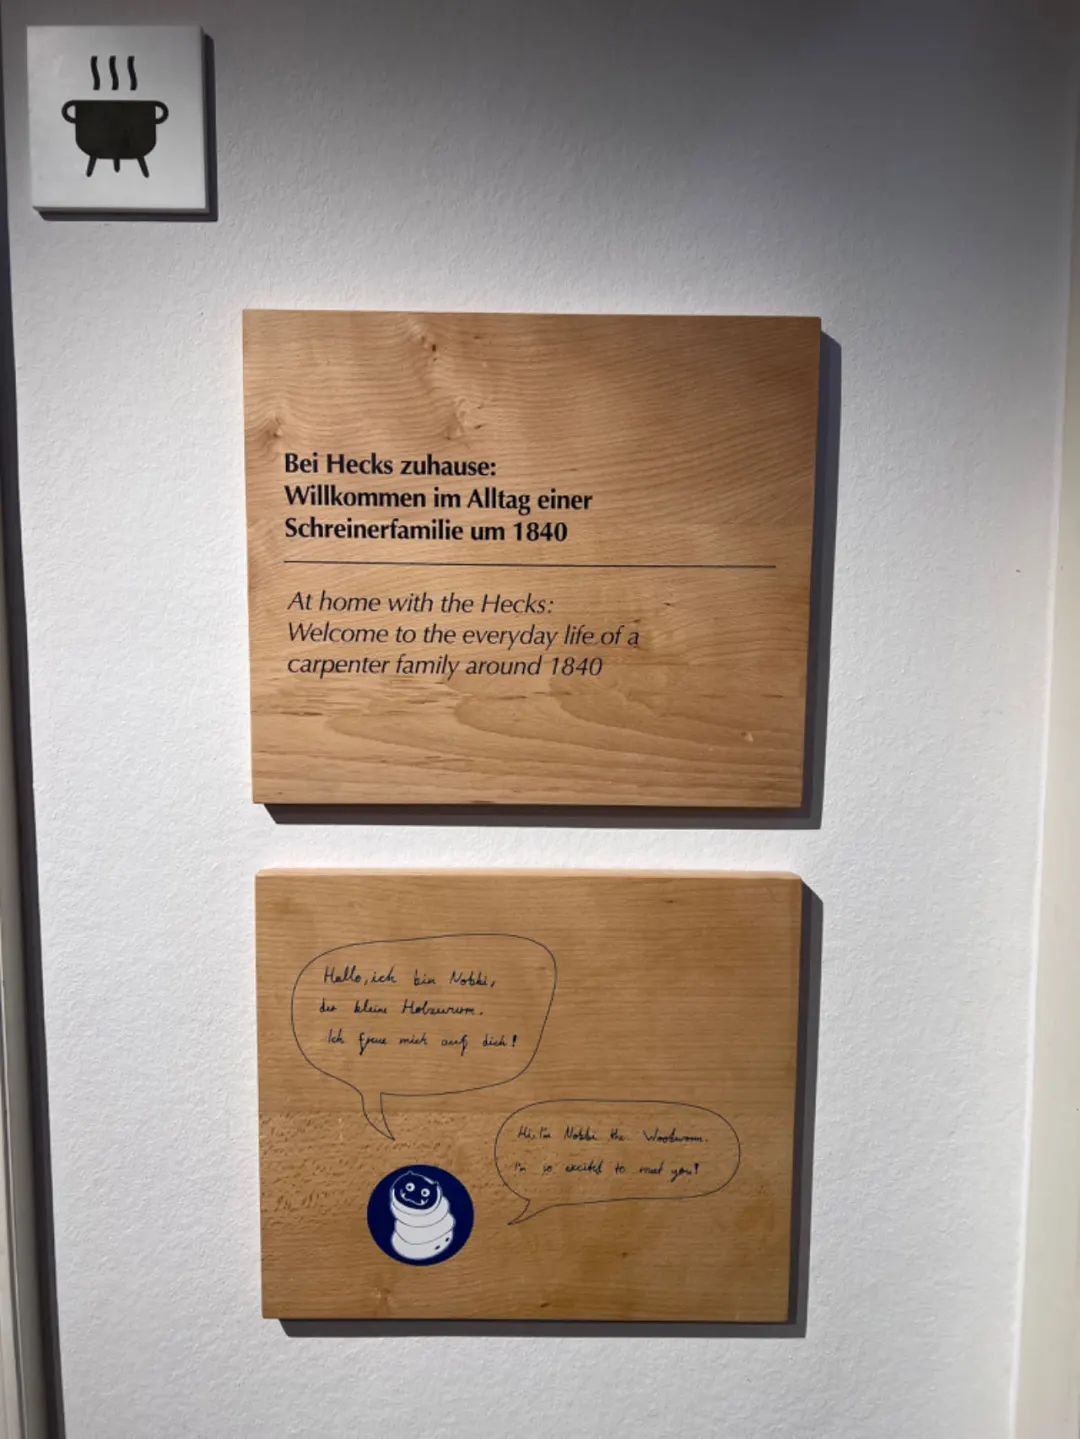 Bei Hecks zuhause:
Willkommen im Alltag einer
Schreinerfamilie um 1840
At home with the Hecks:
Welcome to the everyday life of a
carpenter family around 1840
Hallo, ich bin Nobbi,
der kleine Holzwurm.
Ich freue mich auf dich!
Hi, I'm Nobbi the Woodworm.
I'm so excited to meet you!